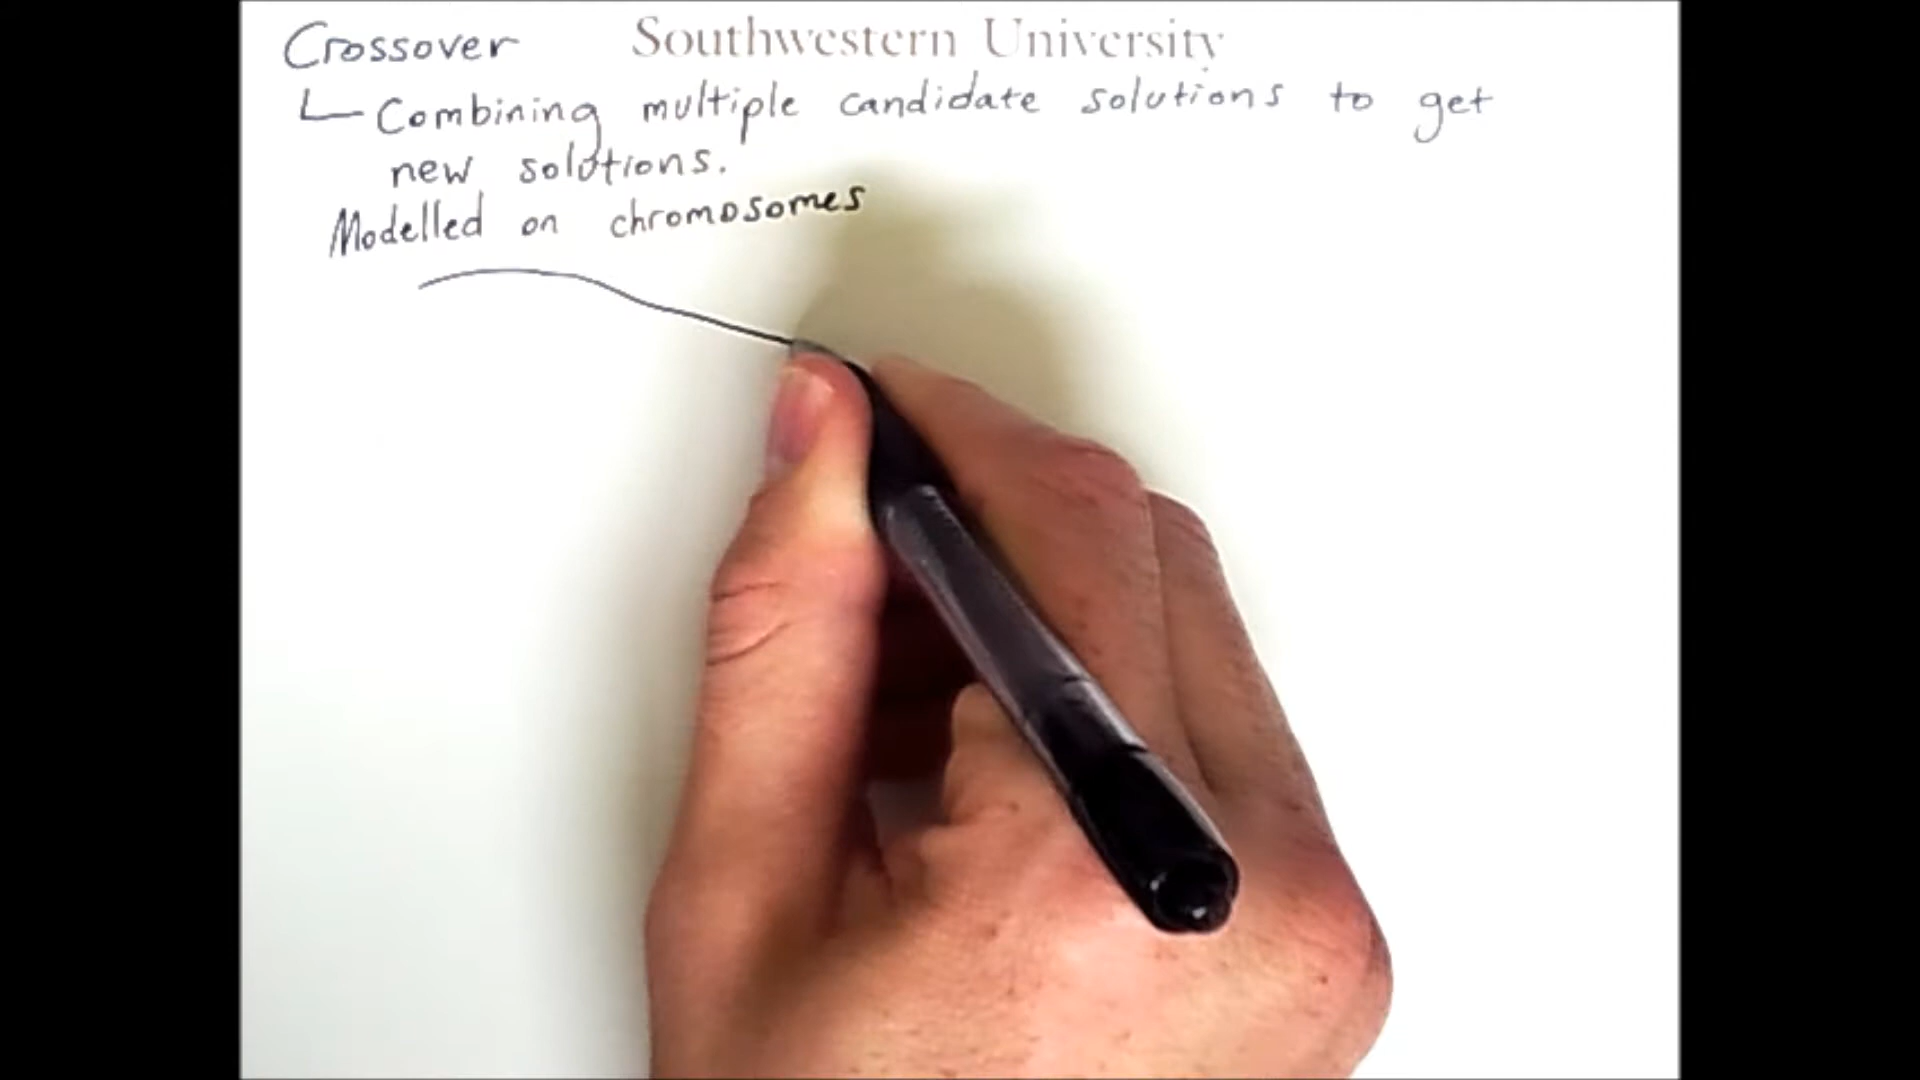 Crossover
Southwestern University
Combining multiple candidate solutions to get
new solutions.
Modelled on chromosomes